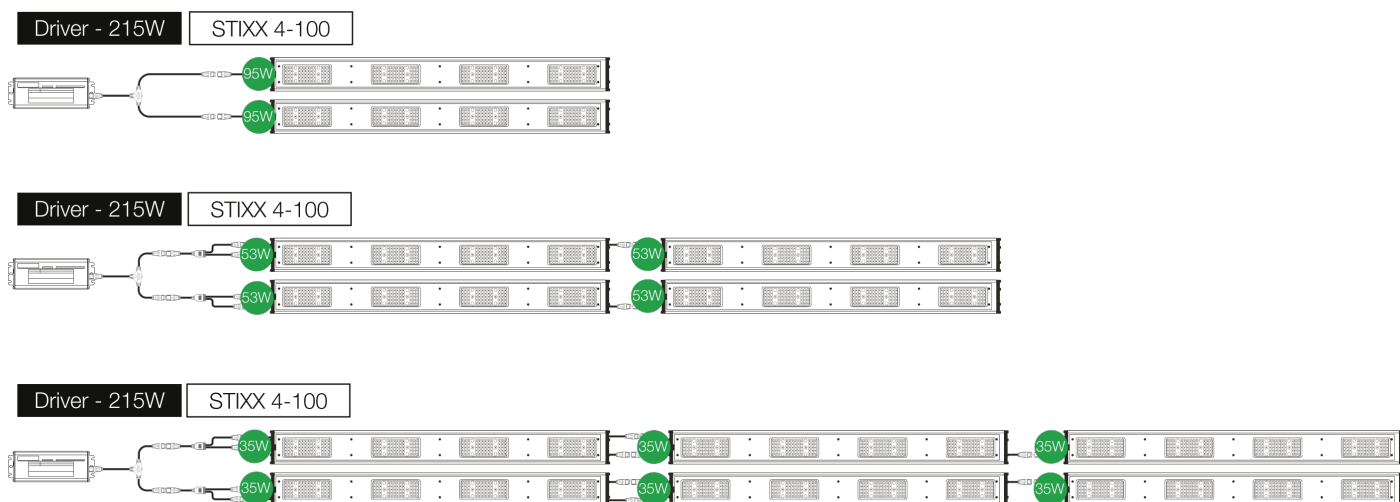 Driver - 215W STIXX 4-100
95W
95W
Driver - 215W STIXX 4-100
53W 53W
53W 53W
Driver - 215W STIXX 4-100
35W 35W 35W
35W 35W 35W